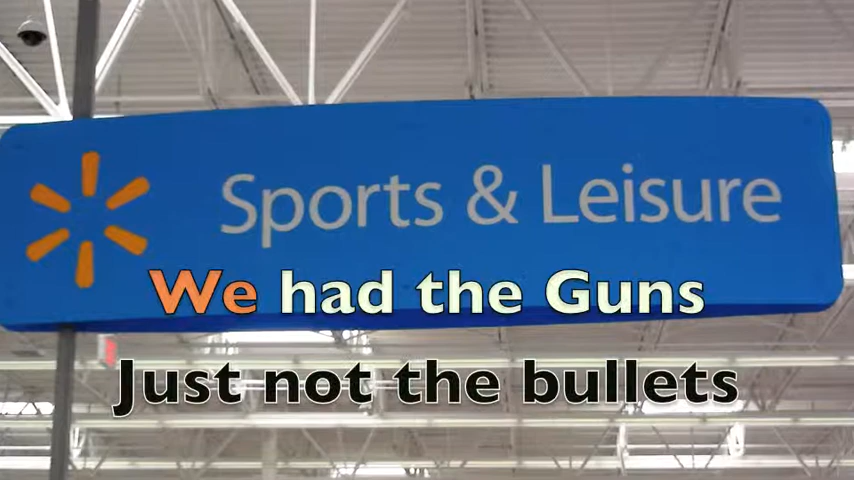 Sports & Leisure
We had the Guns
Just not the bullets